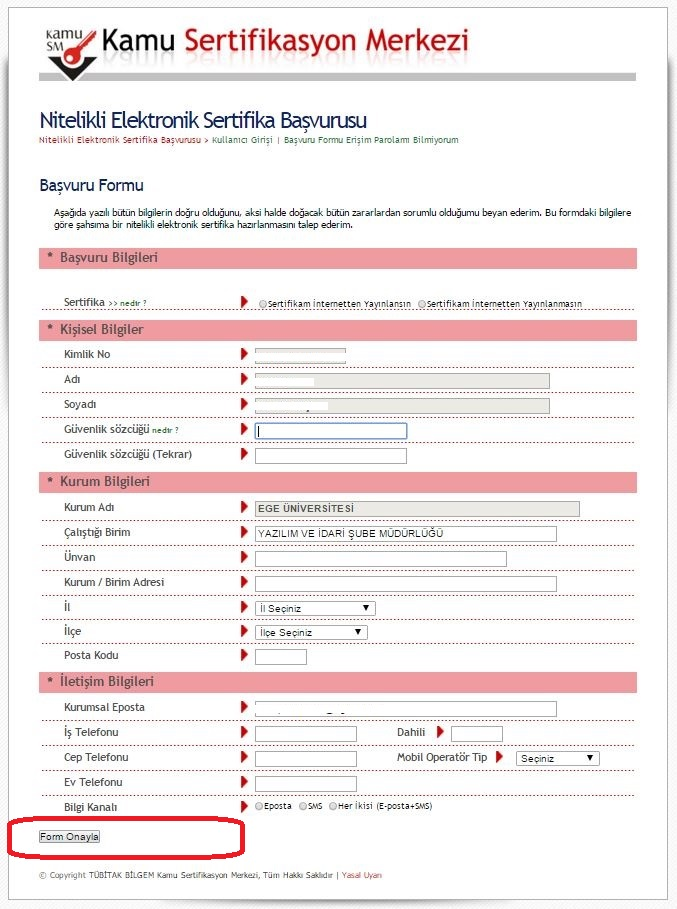 kamu
SM
Kamu Sertifikasyon Merkezi
Nitelikli Elektronik Sertifika Başvurusu
Nitelikli Elektronik Sertifika Başvurusu > Kullanıcı Girişi | Başvuru Formu Erişim Parolamı Bilmiyorum
Başvuru Formu
Aşağıda yazılı bütün bilgilerin doğru olduğunu, aksi halde doğacak bütün zararlardan sorumlu olduğumu beyan ederim. Bu formdaki bilgilere
göre şahsıma bir nitelikli elektronik sertifika hazırlanmasını talep ederim.
* Başvuru Bilgileri
Sertifika >> nedir ? Sertifikam İnternetten Yayınlansın Sertifikam İnternetten Yayınlanmasın
* Kişisel Bilgiler
Kimlik No
Adı
Soyadı
Güvenlik sözcüğü nedir ?
Güvenlik sözcüğü (Tekrar)
* Kurum Bilgileri
Kurum Adı EGE ÜNİVERSİTESİ
Çalıştığı Birim YAZILIM VE İDARİ ŞUBE MÜDÜRLÜĞÜ
Ünvan
Kurum / Birim Adresi
İl İl Seçiniz
İlçe İlçe Seçiniz
Posta Kodu
* İletişim Bilgileri
Kurumsal Eposta
İş Telefonu Dahili
Cep Telefonu Mobil Operatör Tip Seçiniz
Ev Telefonu
Bilgi Kanalı Eposta SMS Her İkisi (E-posta+SMS)
Form Onayla
© Copyright TÜBİTAK BİLGEM Kamu Sertifikasyon Merkezi, Tüm Hakkı Saklıdır | Yasal Uyarı